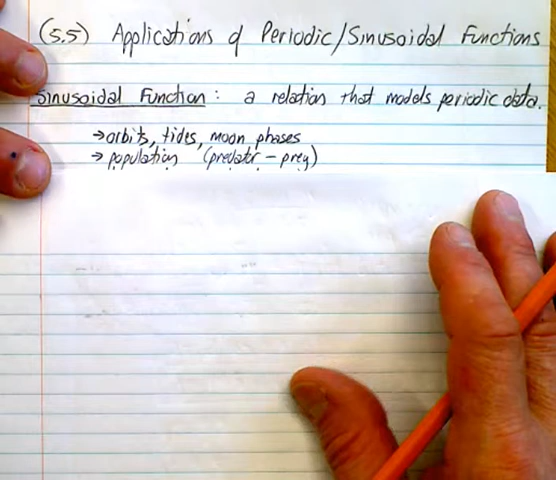 (5.5) Applications of Periodic/Sinusoidal Functions
Sinusoidal Function : a relation that models periodic data.
→ orbits, tides, moon phases
→ population (predator - prey)